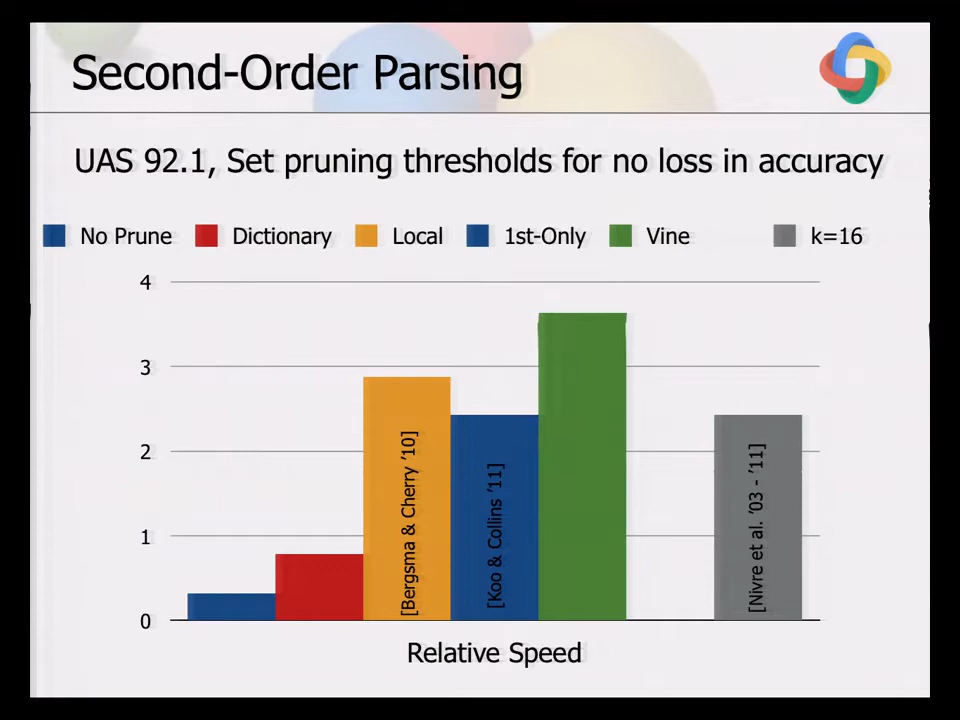 Second-Order Parsing
UAS 92.1, Set pruning thresholds for no loss in accuracy
No Prune Dictionary Local 1st-Only Vine k=16
4
3
2
1
0
[Bergsma & Cherry ’10]
[Koo & Collins ’11]
[Nivre et al. ’03 - ’11]
Relative Speed